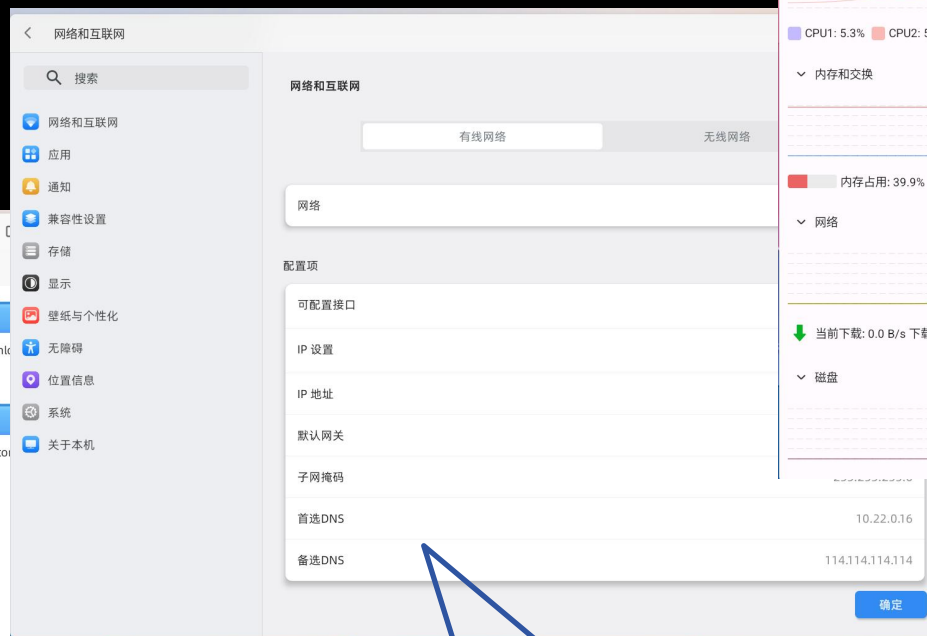 网络和互联网
搜索
网络和互联网
应用
通知
兼容性设置
存储
显示
壁纸与个性化
无障碍
位置信息
系统
关于本机
网络和互联网
有线网络
无线网络
网络
配置项
可配置接口
IP 设置
IP 地址
默认网关
子网掩码
首选DNS
10.22.0.16
备选DNS
114.114.114.114
确定
CPU1: 5.3% CPU2:
内存和交换
内存占用: 39.9%
网络
当前下载: 0.0 B/s
磁盘